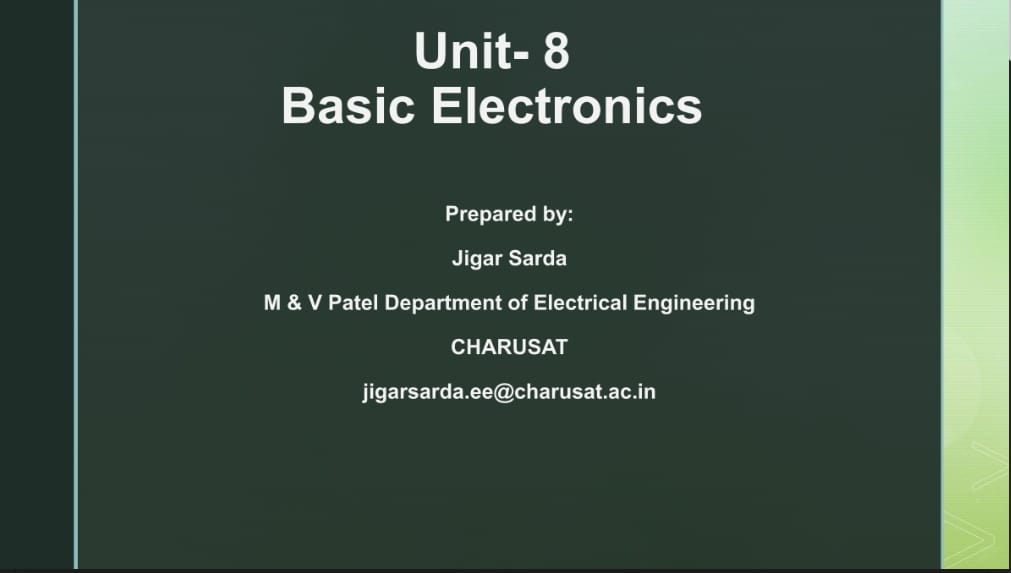 Unit- 8
Basic Electronics
Prepared by:
Jigar Sarda
M & V Patel Department of Electrical Engineering
CHARUSAT
jigarsarda.ee@charusat.ac.in